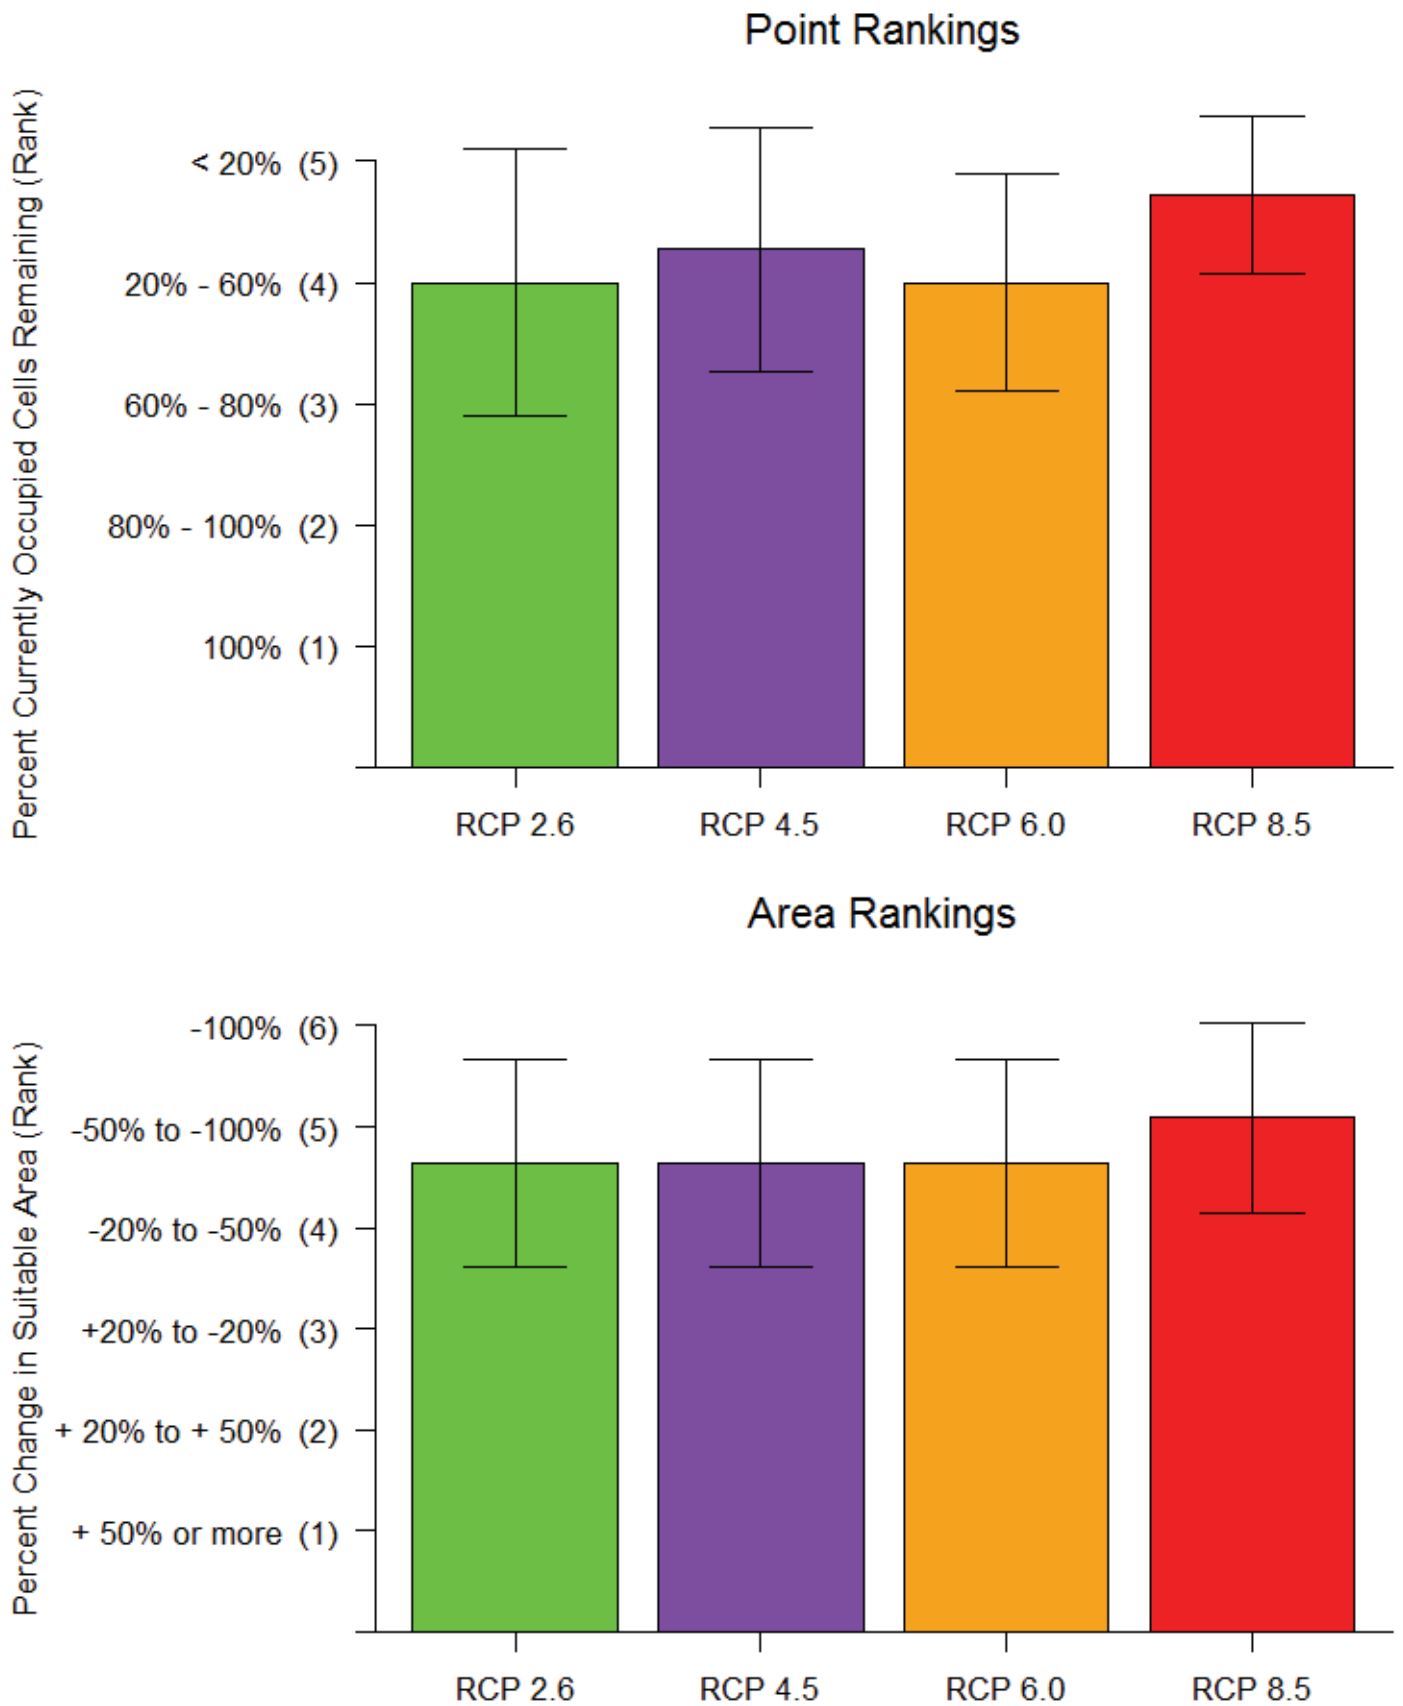 Point Rankings
Percent Currently Occupied Cells Remaining (Rank)
< 20% (5)
20% - 60% (4)
60% - 80% (3)
80% - 100% (2)
100% (1)
RCP 2.6
RCP 4.5
RCP 6.0
RCP 8.5
Area Rankings
Percent Change in Suitable Area (Rank)
-100% (6)
-50% to -100% (5)
-20% to -50% (4)
+20% to -20% (3)
+ 20% to + 50% (2)
+ 50% or more (1)
RCP 2.6
RCP 4.5
RCP 6.0
RCP 8.5